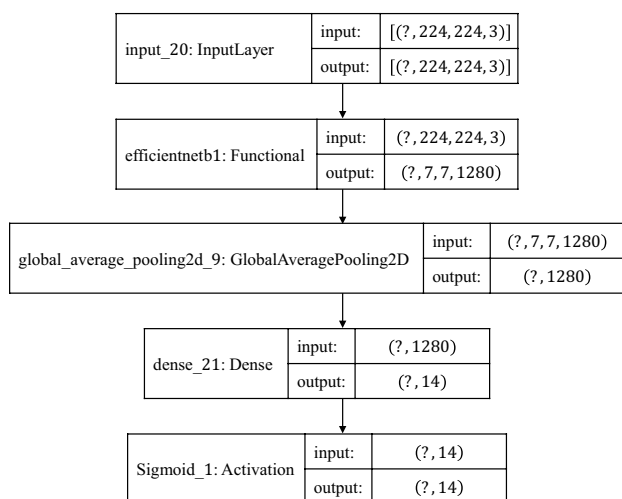 input_20: InputLayer
input:
[(?, 224, 224, 3)]
output:
[(?, 224, 224, 3)]
efficientnetb1: Functional
input:
(?, 224, 224, 3)
output:
(?, 7, 7, 1280)
global_average_pooling2d_9: GlobalAveragePooling2D
input:
(?, 7, 7, 1280)
output:
(?, 1280)
dense_21: Dense
input:
(?, 1280)
output:
(?, 14)
Sigmoid_1: Activation
input:
(?, 14)
output:
(?, 14)